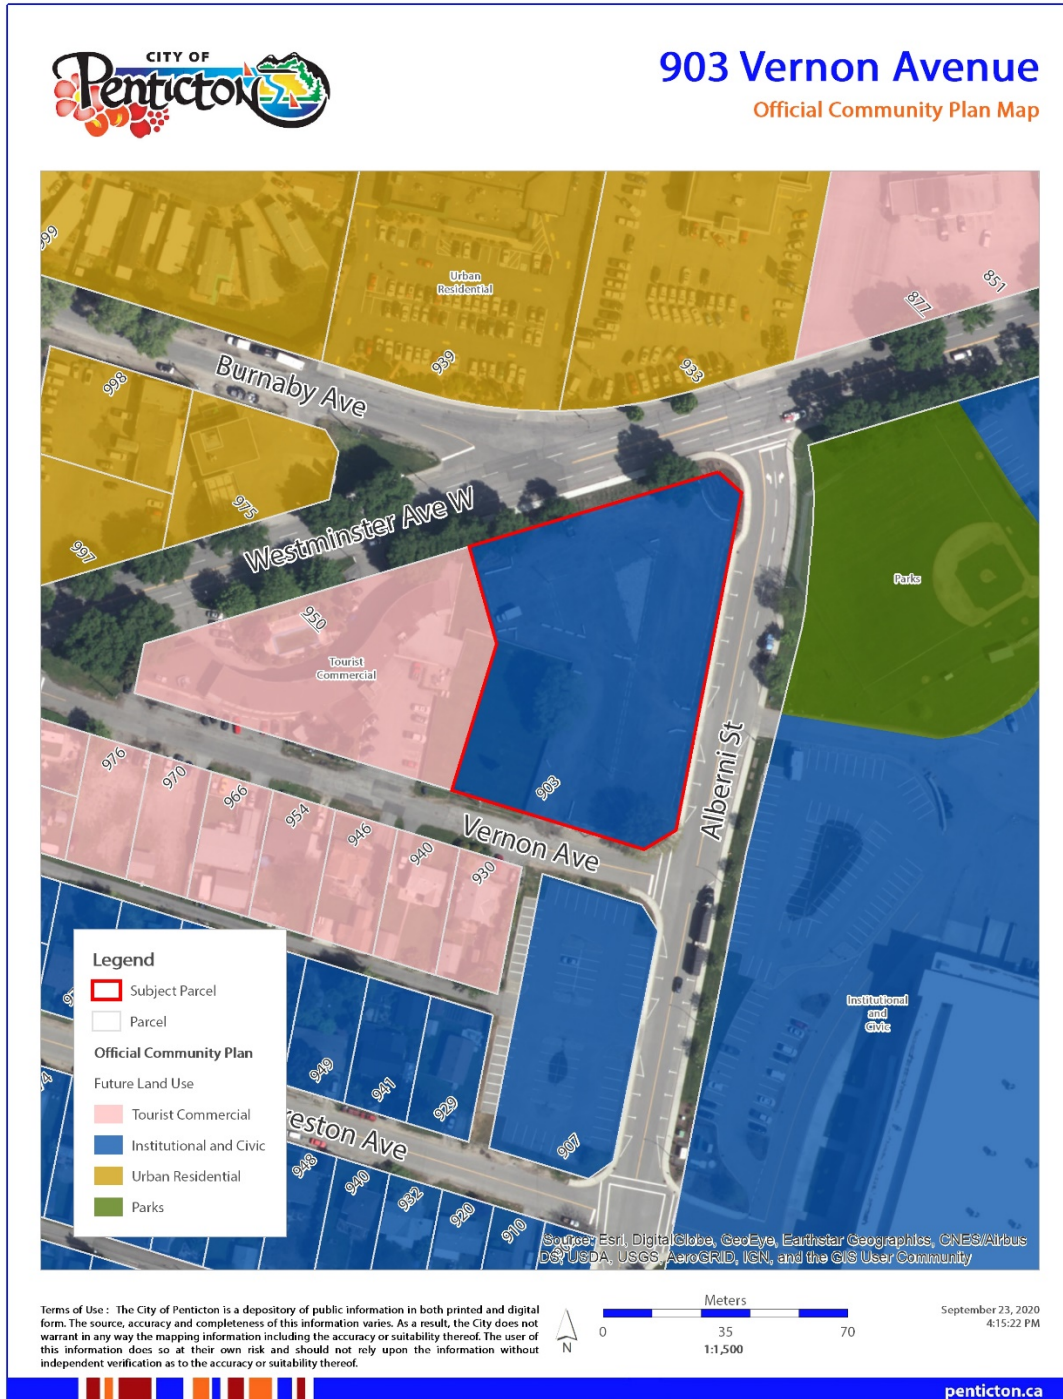 CITY OF
Penticton
903 Vernon Avenue
Official Community Plan Map
999
Urban
Residential
851
877
939
933
Burnaby Ave
998
975
997
Westminster Ave W
950
Tourist
Commercial
Parks
903
Alberni St
Vernon Ave
976
970
966
954
946
940
930
Institutional
and
Civic
949
941
929
907
reston Ave
948
940
932
920
910
Legend
Subject Parcel
Parcel
Official Community Plan
Future Land Use
Tourist Commercial
Institutional and Civic
Urban Residential
Parks
Source: Esri, DigitalGlobe, GeoEye, Earthstar Geographics, CNES/Airbus
DS, USDA, USGS, AeroGRID, IGN, and the GIS User Community
Terms of Use : The City of Penticton is a depository of public information in both printed and digital
form. The source, accuracy and completeness of this information varies. As a result, the City does not
warrant in any way the mapping information including the accuracy or suitability thereof. The user of
this information does so at their own risk and should not rely upon the information without
independent verification as to the accuracy or suitability thereof.
N
Meters
0 35 70
1:1,500
September 23, 2020
4:15:22 PM
penticton.ca